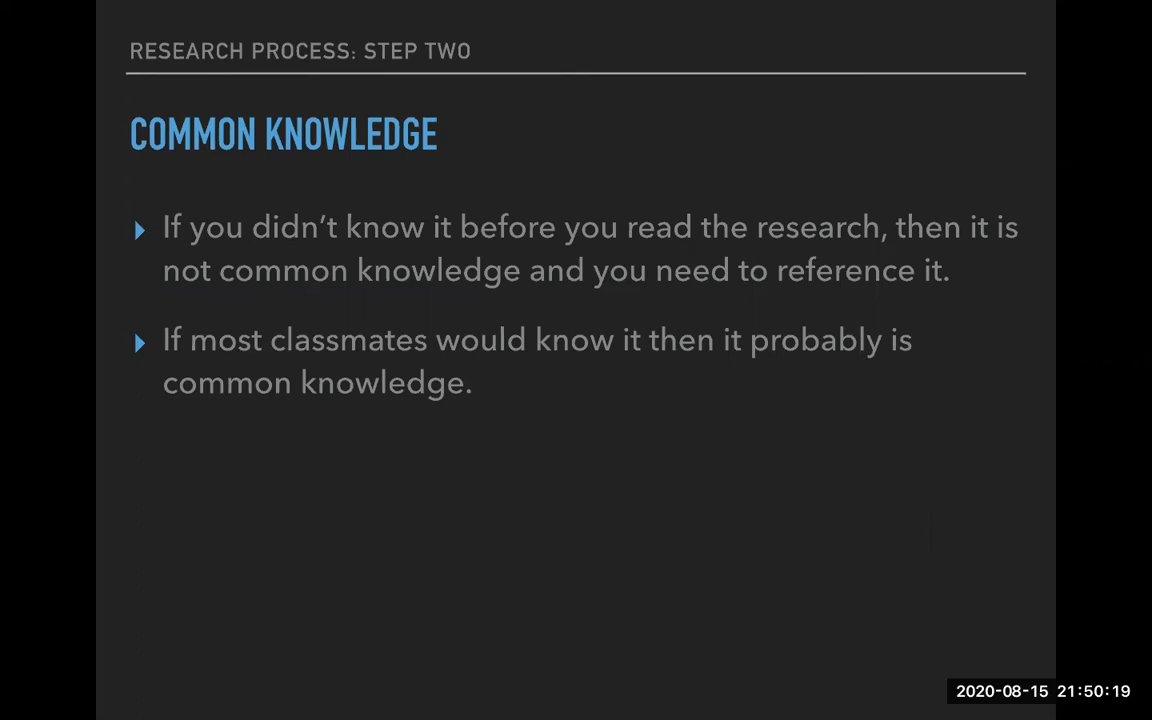 RESEARCH PROCESS: STEP TWO
COMMON KNOWLEDGE
If you didn’t know it before you read the research, then it is
not common knowledge and you need to reference it.
If most classmates would know it then it probably is
common knowledge.
2020-08-15 21:50:19